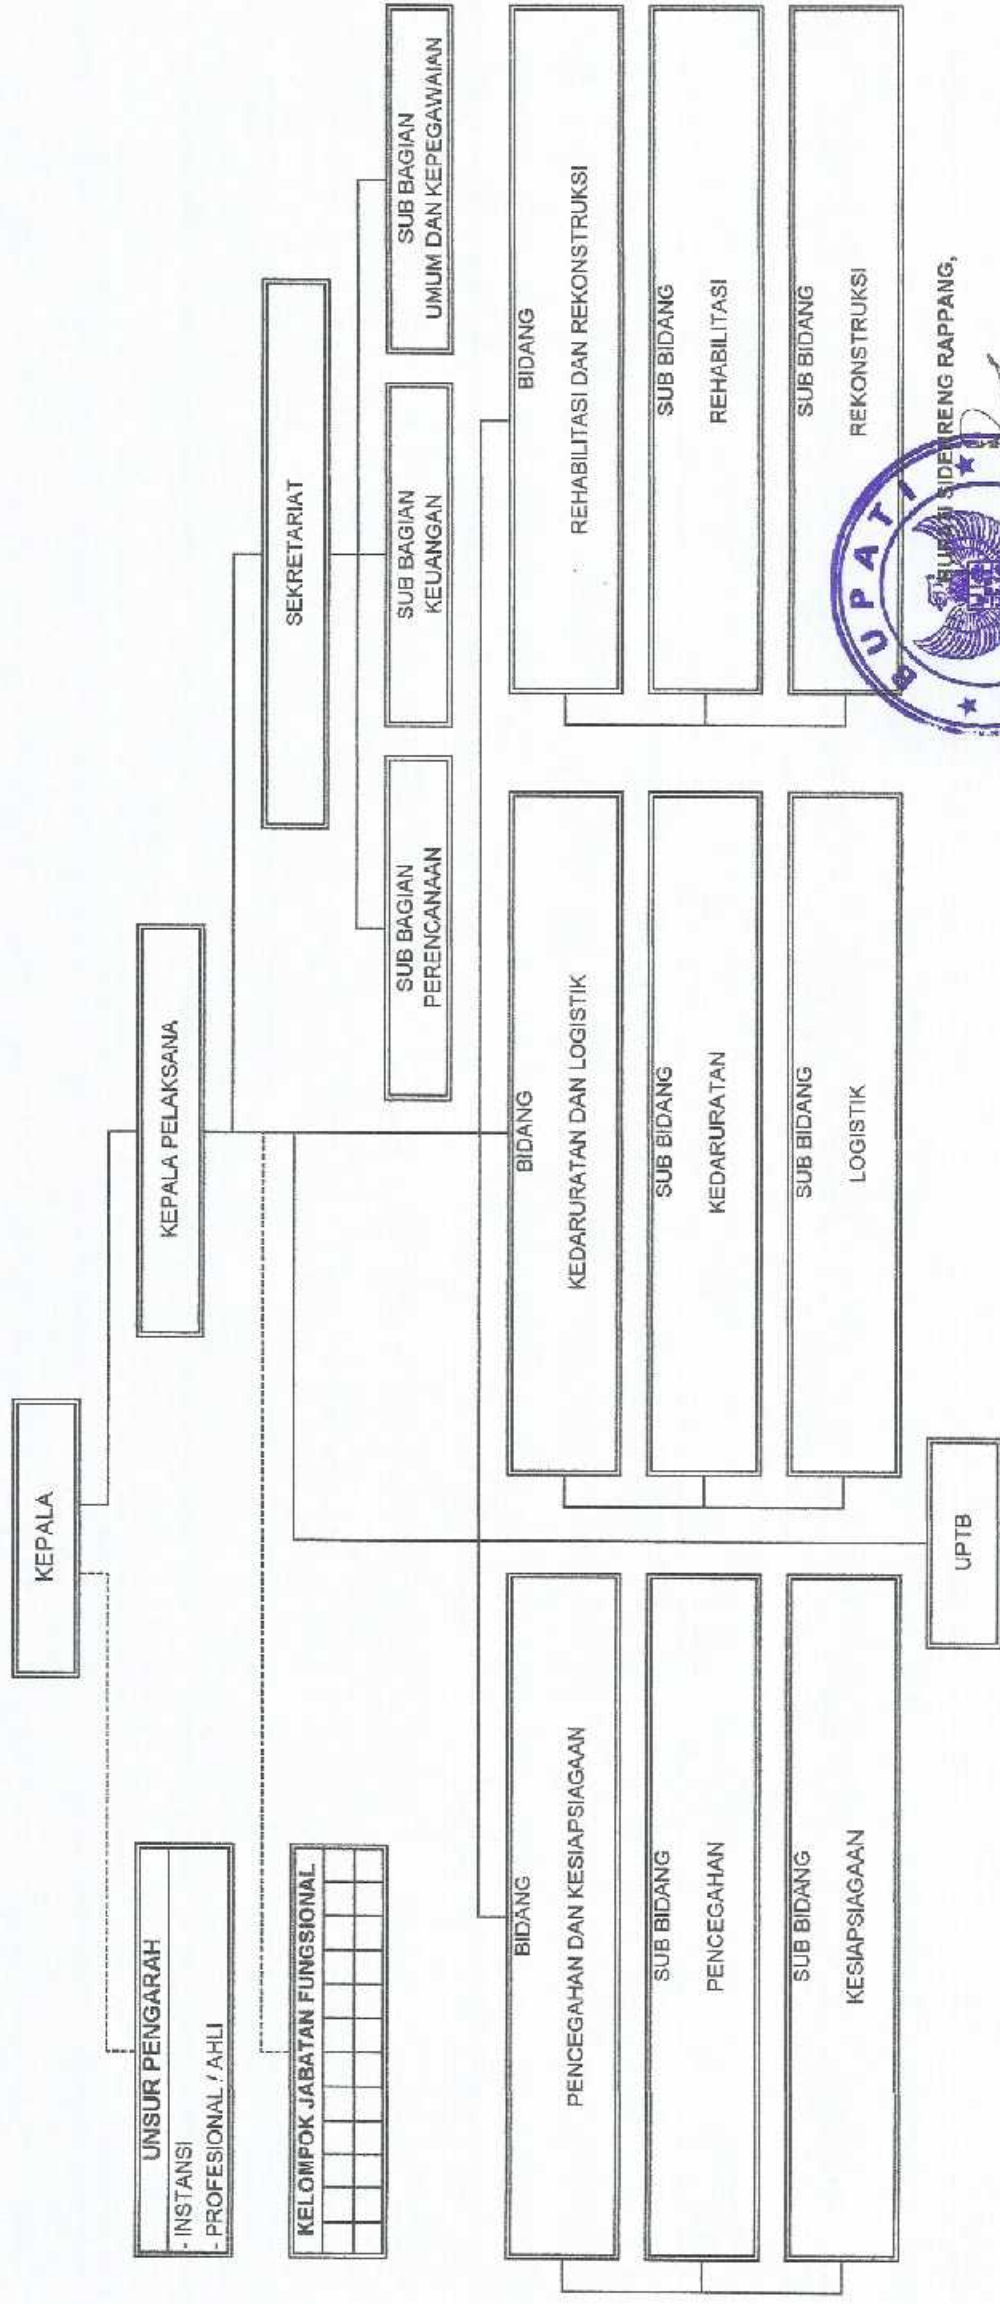 KEPALA
UNSUR PENGARAH
- INSTANSI
- PROFESIONAL / AHLI
KEPALA PELAKSANA
KELOMPOK JABATAN FUNGSIONAL
SEKRETARIAT
SUB BAGIAN
PERENCANAAN
SUB BAGIAN
KEUANGAN
SUB BAGIAN
UMUM DAN KEPEGAWAIAN
BIDANG
PENCEGAHAN DAN KESIAPSIAGAAN
SUB BIDANG
PENCEGAHAN
SUB BIDANG
KESIAPSIAGAAN
BIDANG
KEDARURATAN DAN LOGISTIK
SUB BIDANG
KEDARURATAN
SUB BIDANG
LOGISTIK
BIDANG
REHABILITASI DAN REKONSTRUKSI
SUB BIDANG
REHABILITASI
SUB BIDANG
REKONSTRUKSI
UPTB
BUPATI SIDENRENG RAPPANG,
BUPATI